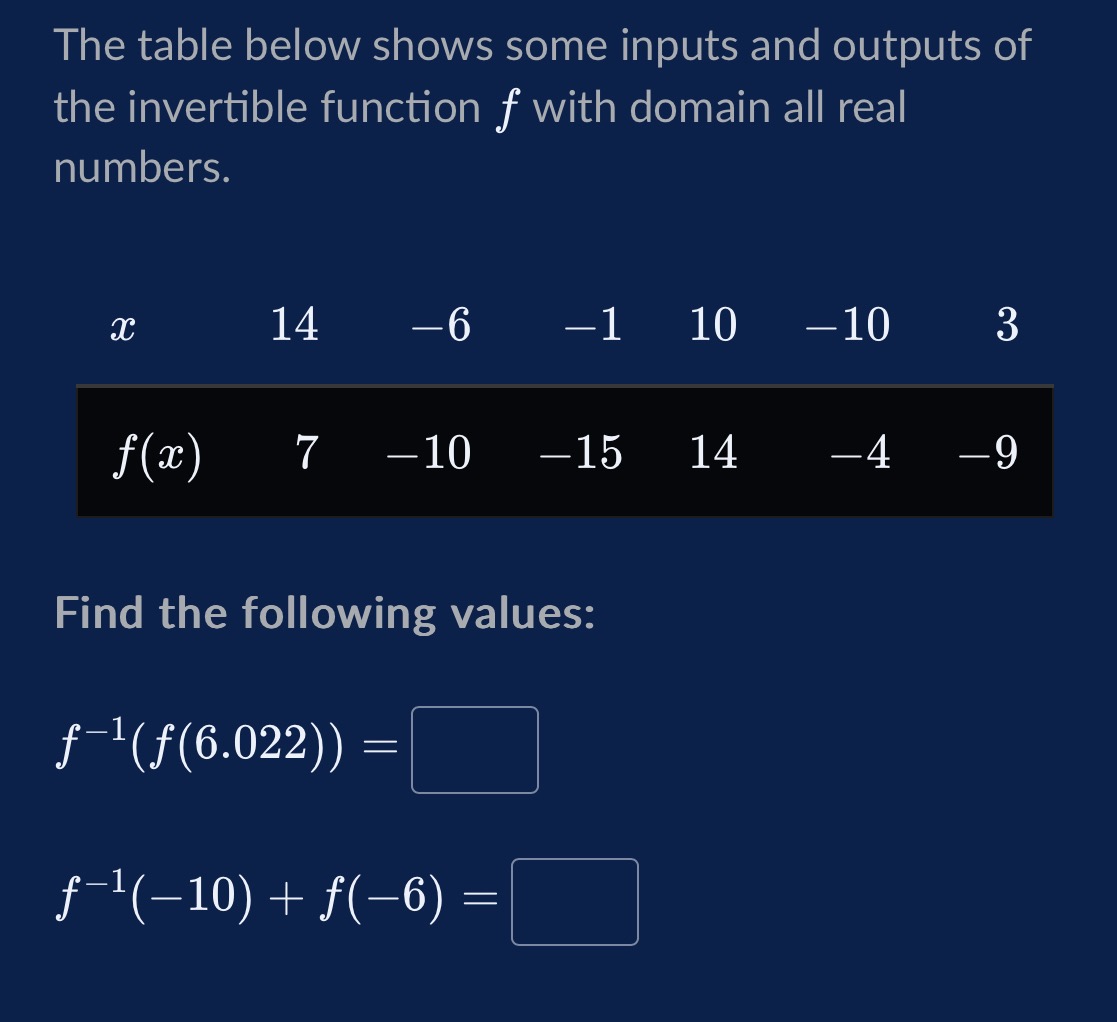 The table below shows some inputs and outputs of
the invertible function f with domain all real
numbers.
x 14 −6 −1 10 −10 3
f(x) 7 −10 −15 14 −4 −9
Find the following values:
f⁻¹(f(6.022)) =
f⁻¹(−10) + f(−6) =